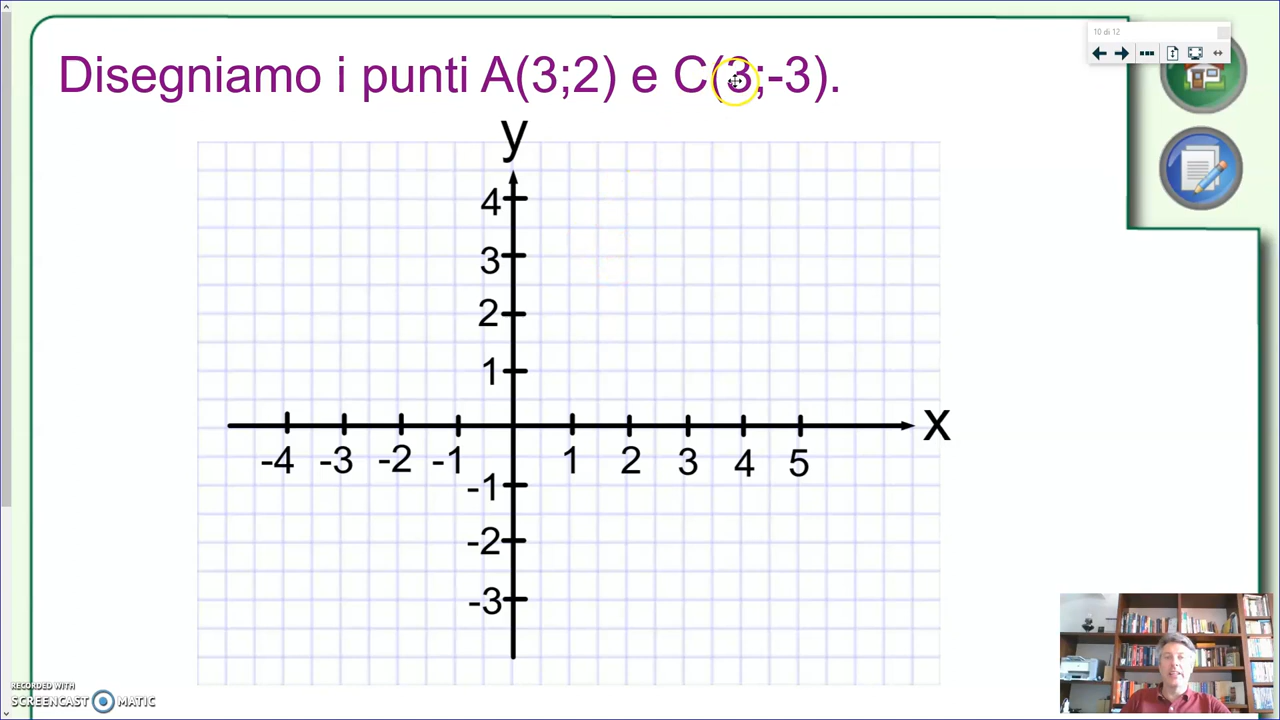 10 di 12
Disegniamo i punti A(3;2) e C(3;-3).
y
4
3
2
1
x
-4 -3 -2 -1 1 2 3 4 5
-1
-2
-3
RECORDED WITH
SCREENCAST MATIC